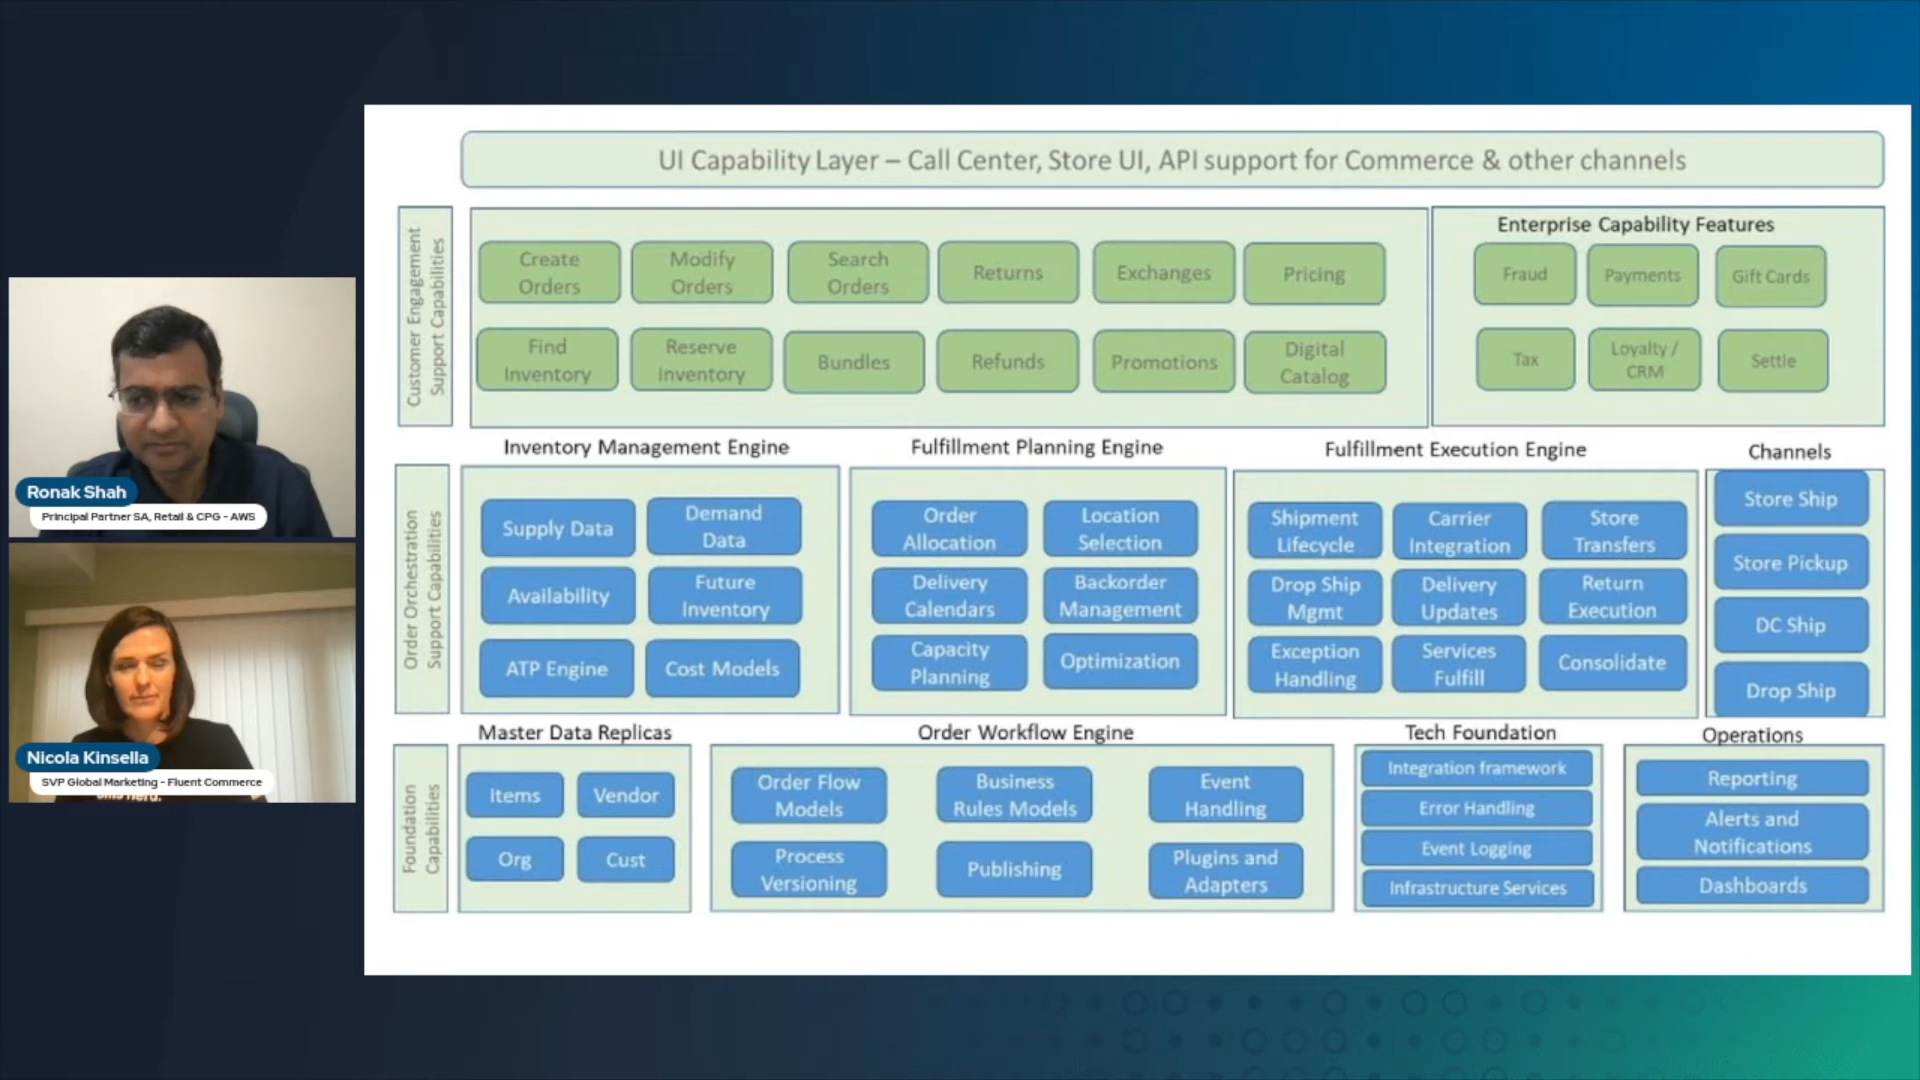 UI Capability Layer – Call Center, Store UI, API support for Commerce & other channels
Customer Engagement
Support Capabilities
Create
Orders
Modify
Orders
Search
Orders
Returns
Exchanges
Pricing
Find
Inventory
Reserve
Inventory
Bundles
Refunds
Promotions
Digital
Catalog
Enterprise Capability Features
Fraud
Payments
Gift Cards
Tax
Loyalty /
CRM
Settle
Order Orchestration
Support Capabilities
Inventory Management Engine
Supply Data
Demand
Data
Availability
Future
Inventory
ATP Engine
Cost Models
Fulfillment Planning Engine
Order
Allocation
Location
Selection
Delivery
Calendars
Backorder
Management
Capacity
Planning
Optimization
Fulfillment Execution Engine
Shipment
Lifecycle
Carrier
Integration
Store
Transfers
Drop Ship
Mgmt
Delivery
Updates
Return
Execution
Exception
Handling
Services
Fulfill
Consolidate
Channels
Store Ship
Store Pickup
DC Ship
Drop Ship
Foundation
Capabilities
Master Data Replicas
Items
Vendor
Org
Cust
Order Workflow Engine
Order Flow
Models
Business
Rules Models
Event
Handling
Process
Versioning
Publishing
Plugins and
Adapters
Tech Foundation
Integration framework
Error Handling
Event Logging
Infrastructure Services
Operations
Reporting
Alerts and
Notifications
Dashboards
Ronak Shah
Principal Partner SA, Retail & CPG - AWS
Nicola Kinsella
SVP Global Marketing - Fluent Commerce